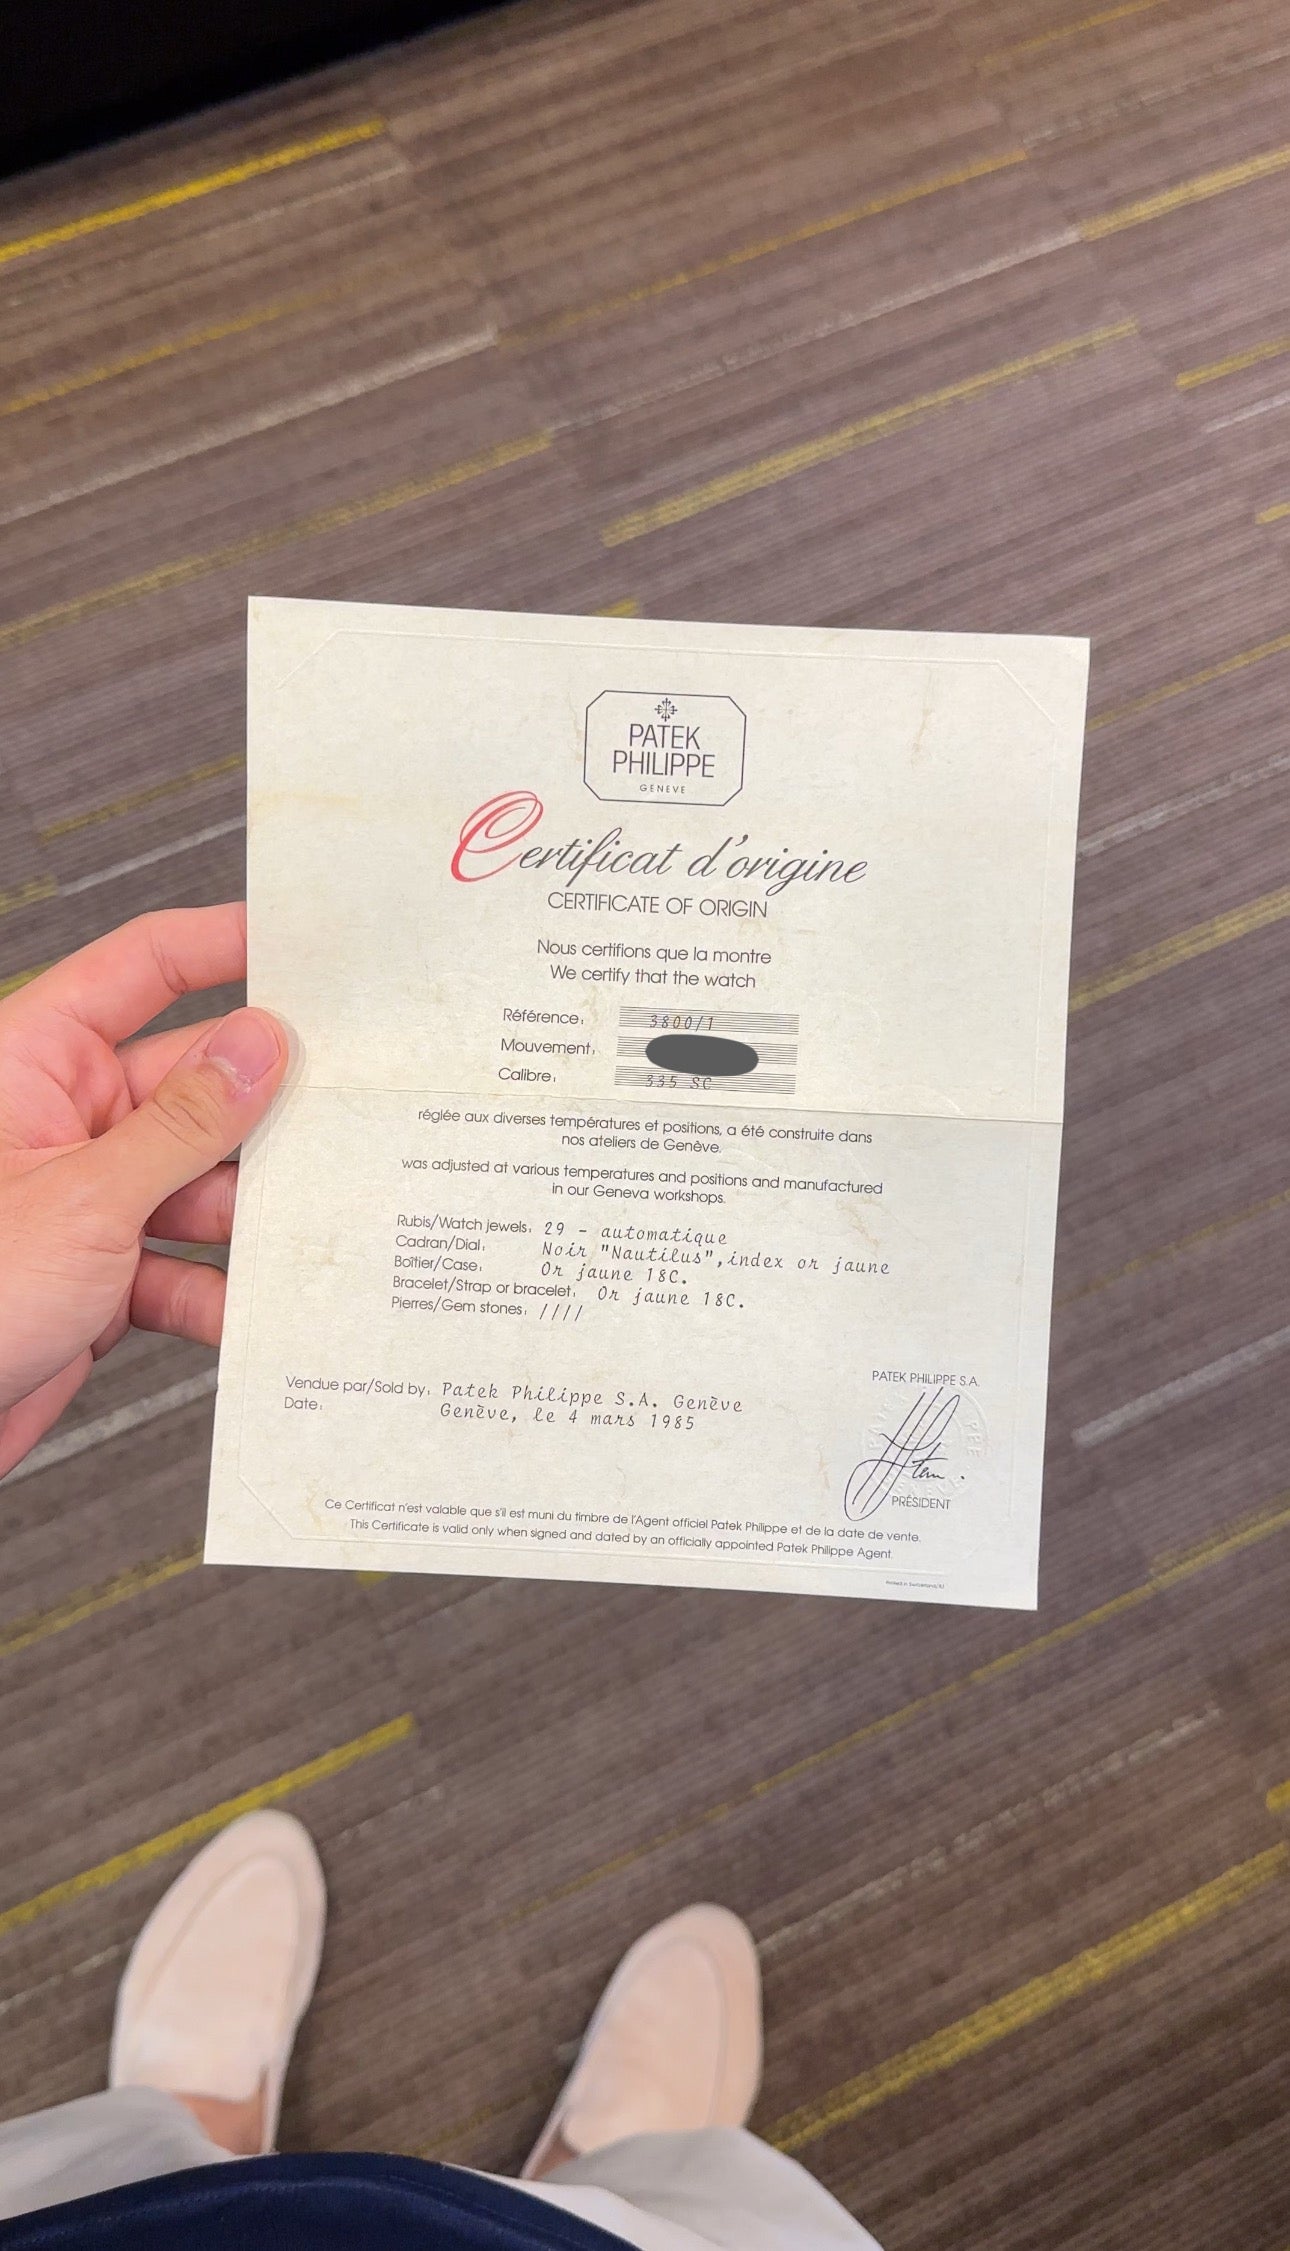 PATEK
PHILIPPE
GENEVE
Certificat d'origine
CERTIFICATE OF ORIGIN
Nous certifions que la montre
We certify that the watch
Référence: 3800/1
Mouvement:
Calibre: 335 SC
réglée aux diverses températures et positions, a été construite dans
nos ateliers de Genève.
was adjusted at various temperatures and positions and manufactured
in our Geneva workshops.
Rubis/Watch jewels: 29 - automatique
Cadran/Dial: Noir "Nautilus", index or jaune
Boîtier/Case: Or jaune 18C.
Bracelet/Strap or bracelet: Or jaune 18C.
Pierres/Gem stones: ////
Vendue par/Sold by: Patek Philippe S.A. Genève
Date: Genève, le 4 mars 1985
PATEK PHILIPPE S.A.
PRÉSIDENT
Ce Certificat n'est valable que s'il est muni du timbre de l'Agent officiel Patek Philippe et de la date de vente.
This Certificate is valid only when signed and dated by an officially appointed Patek Philippe Agent.